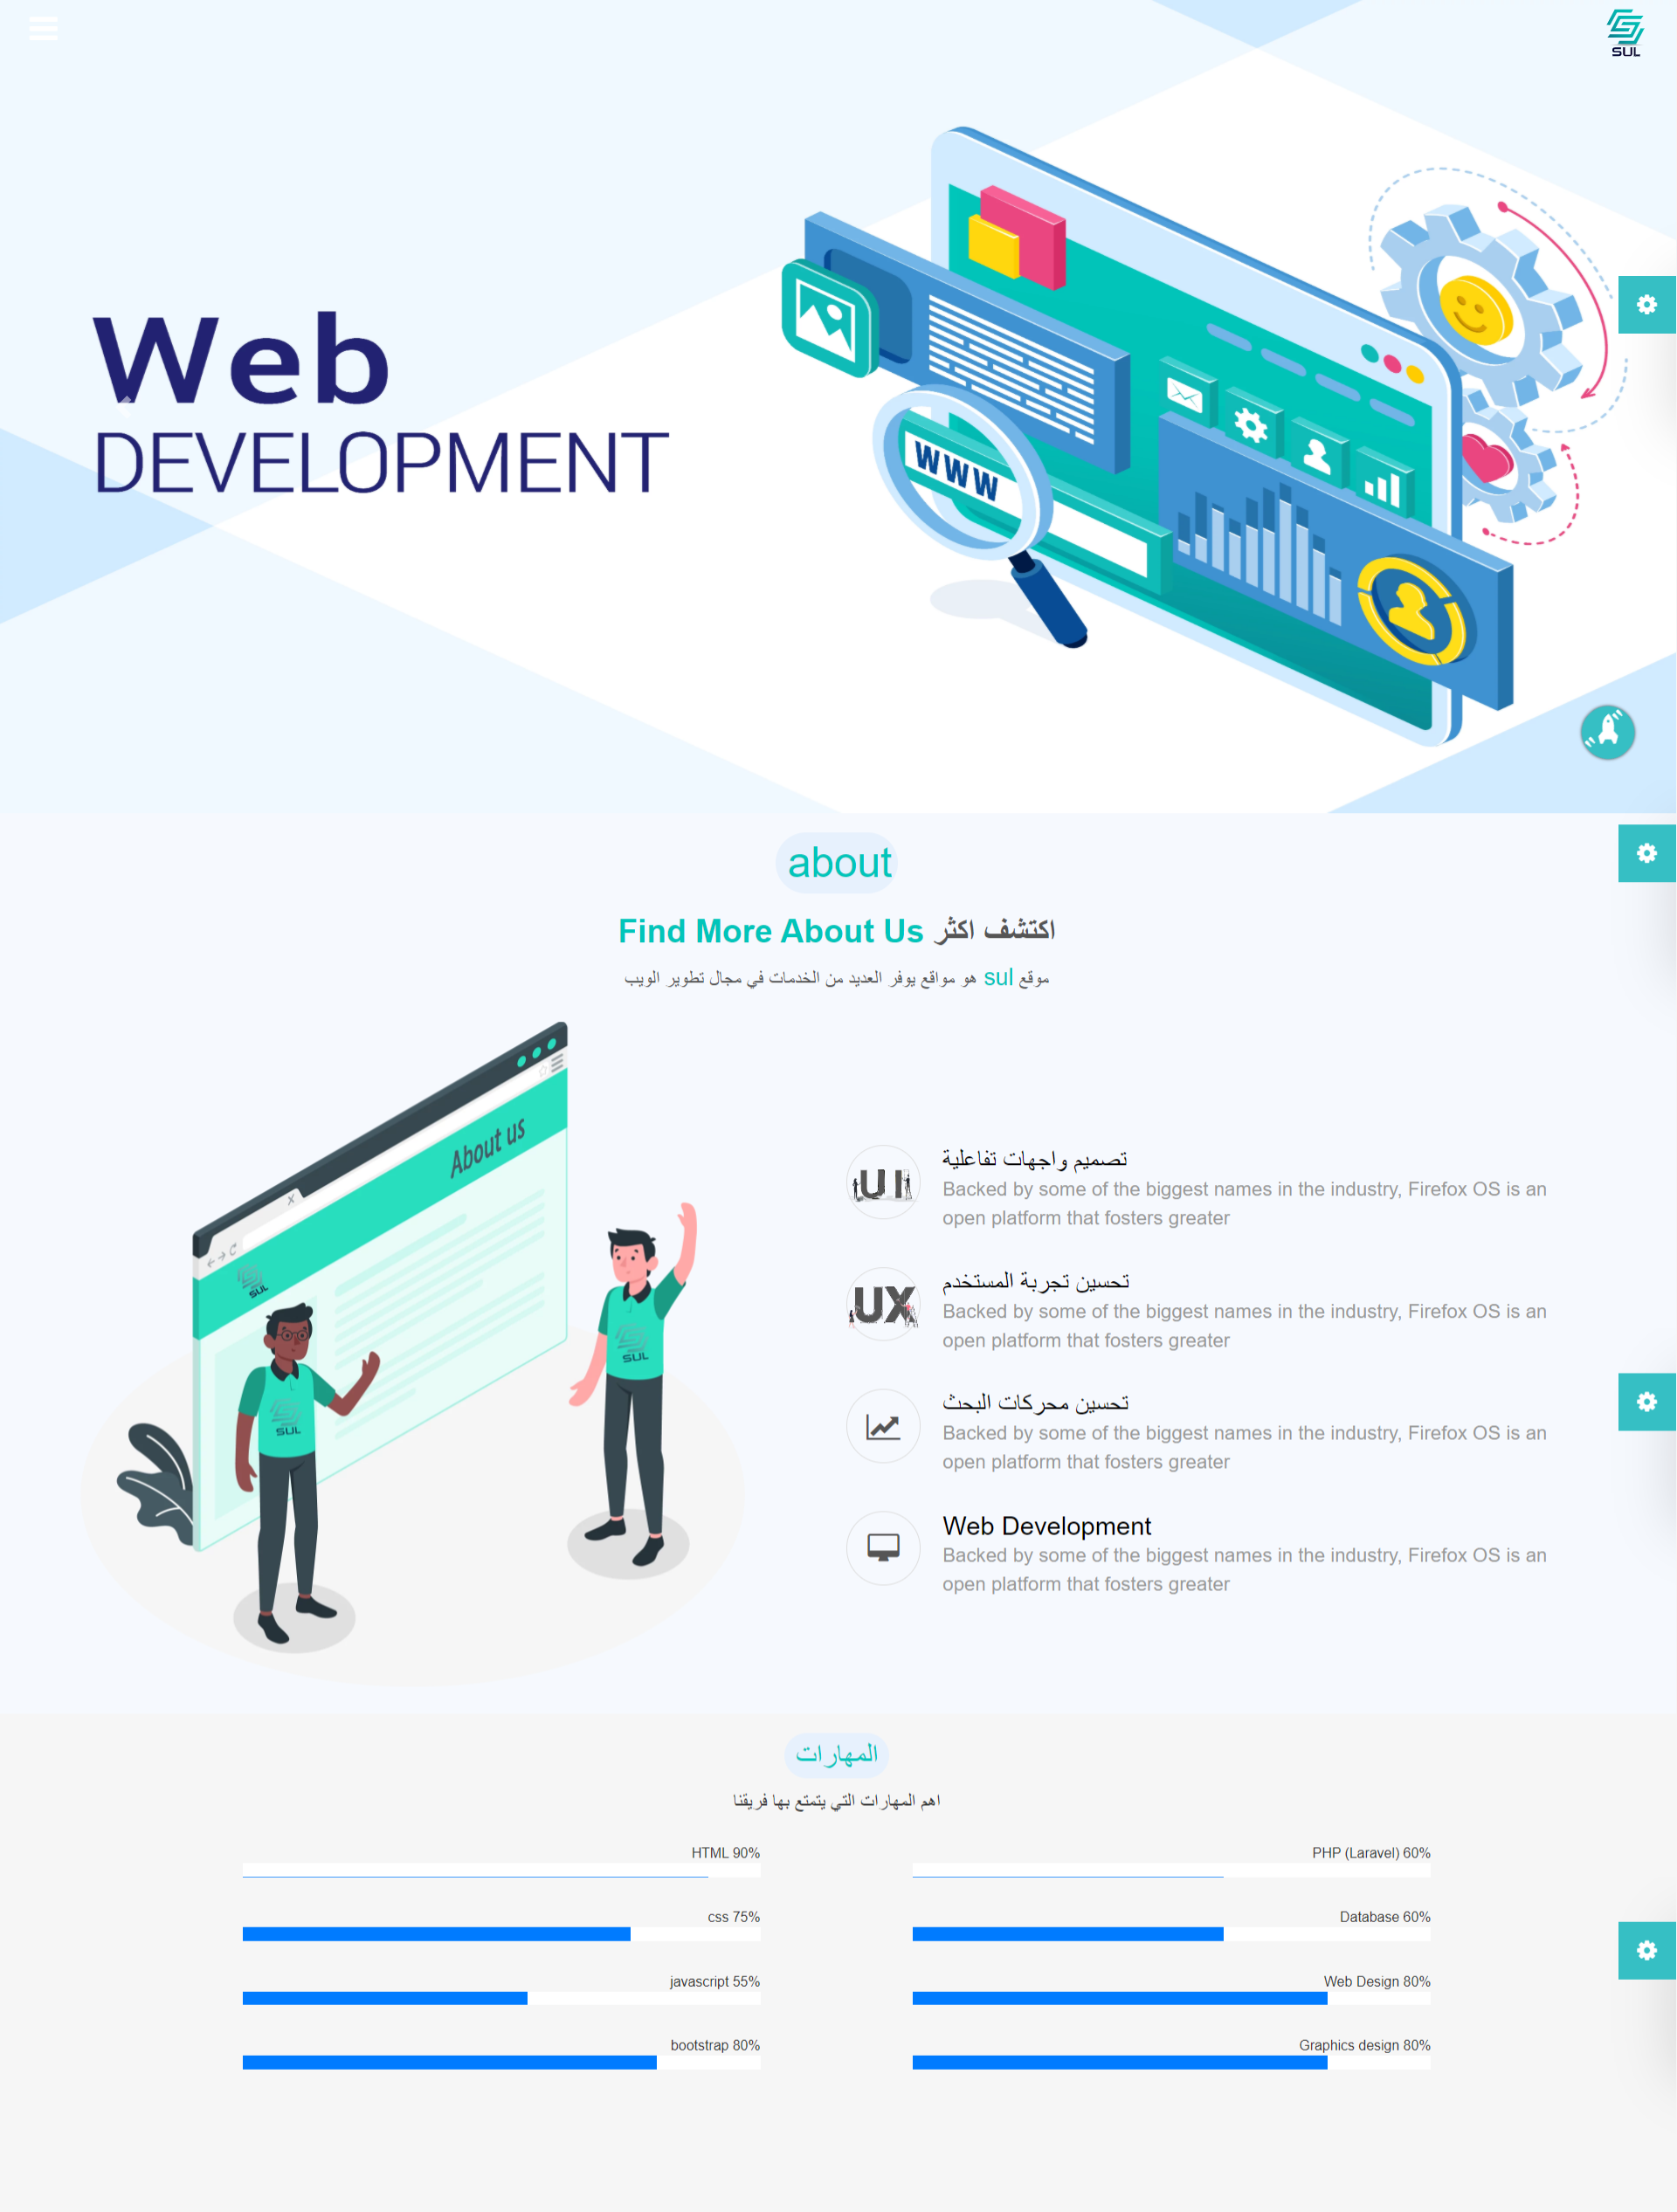 SUL
Web
DEVELOPMENT
WWW
about
اكتشف اكثر Find More About Us
موقع sul هو مواقع يوفر العديد من الخدمات في مجال تطوير الويب
About us
SUL
SUL
SUL
UI
تصميم واجهات تفاعلية
Backed by some of the biggest names in the industry, Firefox OS is an
open platform that fosters greater
UX
تحسين تجربة المستخدم
Backed by some of the biggest names in the industry, Firefox OS is an
open platform that fosters greater
تحسين محركات البحث
Backed by some of the biggest names in the industry, Firefox OS is an
open platform that fosters greater
Web Development
Backed by some of the biggest names in the industry, Firefox OS is an
open platform that fosters greater
المهارات
اهم المهارات التي يتمتع بها فريقنا
HTML 90%
PHP (Laravel) 60%
css 75%
Database 60%
javascript 55%
Web Design 80%
bootstrap 80%
Graphics design 80%